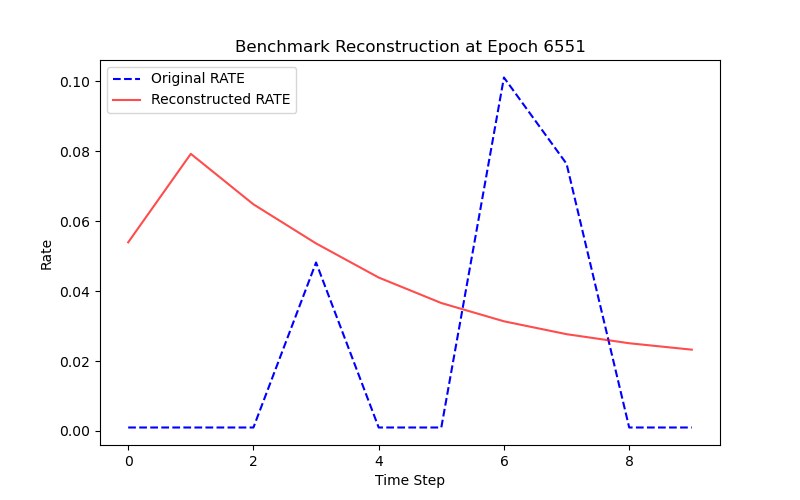 Benchmark Reconstruction at Epoch 6551
Original RATE
Reconstructed RATE
0.10
0.08
0.06
0.04
0.02
0.00
Rate
0 2 4 6 8
Time Step